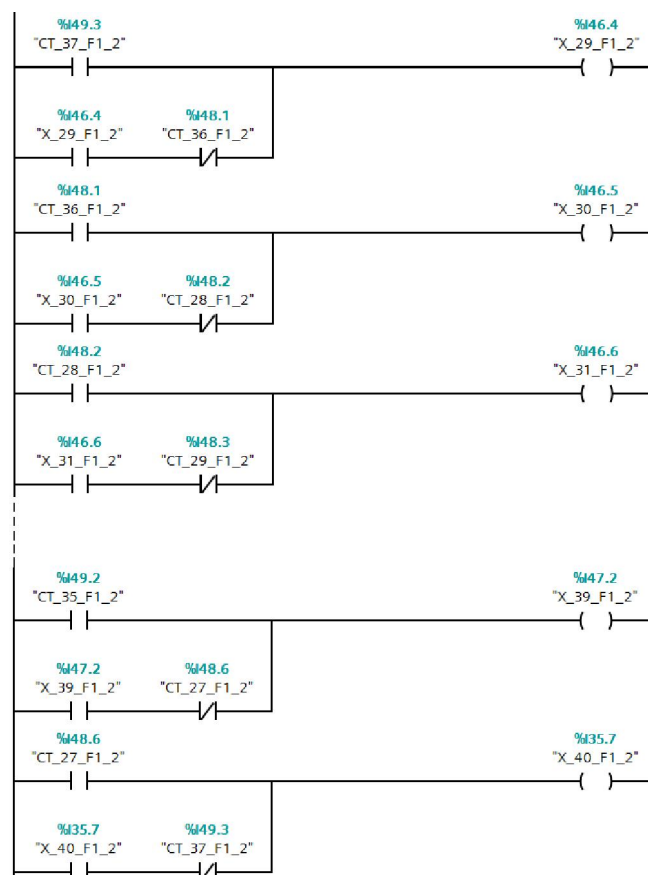 %I49.3 %I46.4
"CT_37_F1_2" "X_29_F1_2"
%I46.4 %I48.1
"X_29_F1_2" "CT_36_F1_2"
%I48.1 %I46.5
"CT_36_F1_2" "X_30_F1_2"
%I46.5 %I48.2
"X_30_F1_2" "CT_28_F1_2"
%I48.2 %I46.6
"CT_28_F1_2" "X_31_F1_2"
%I46.6 %I48.3
"X_31_F1_2" "CT_29_F1_2"
%I49.2 %I47.2
"CT_35_F1_2" "X_39_F1_2"
%I47.2 %I48.6
"X_39_F1_2" "CT_27_F1_2"
%I48.6 %I35.7
"CT_27_F1_2" "X_40_F1_2"
%I35.7 %I49.3
"X_40_F1_2" "CT_37_F1_2"